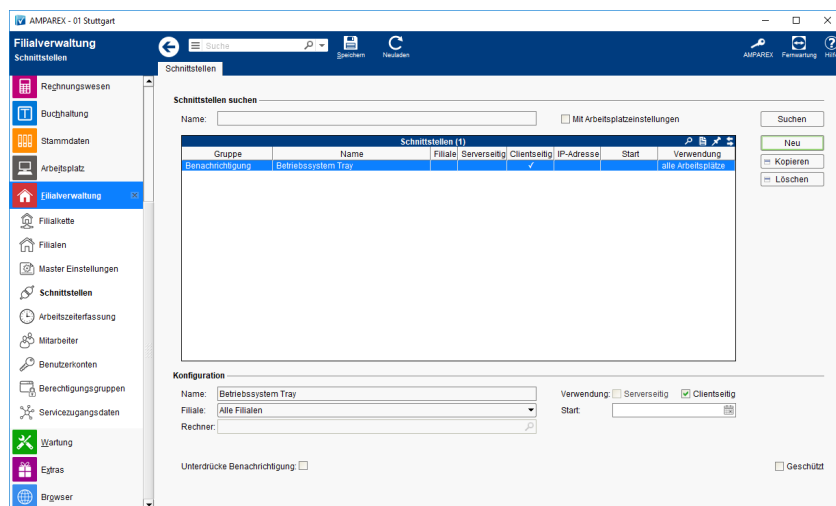 AMPAREX - 01 Stuttgart
Filialverwaltung
Schnittstellen
Suche
Speichern
Neuladen
AMPAREX
Fernwartung
Hilfe
Schnittstellen
Rechnungswesen
Buchhaltung
Stammdaten
Arbeitsplatz
Filialverwaltung
Filialkette
Filialen
Master Einstellungen
Schnittstellen
Arbeitszeiterfassung
Mitarbeiter
Benutzerkonten
Berechtigungsgruppen
Servicezugangsdaten
Wartung
Extras
Browser
Schnittstellen suchen
Name:
Mit Arbeitsplatzeinstellungen
Suchen
Schnittstellen (1)
Neu
Gruppe Name Filiale Serverseitig Clientseitig IP-Adresse Start Verwendung
Benachrichtigung Betriebssystem Tray ✓ alle Arbeitsplätze
Kopieren
Löschen
Konfiguration
Name: Betriebssystem Tray Verwendung: Serverseitig Clientseitig
Filiale: Alle Filialen Start:
Rechner:
Unterdrücke Benachrichtigung: Geschützt